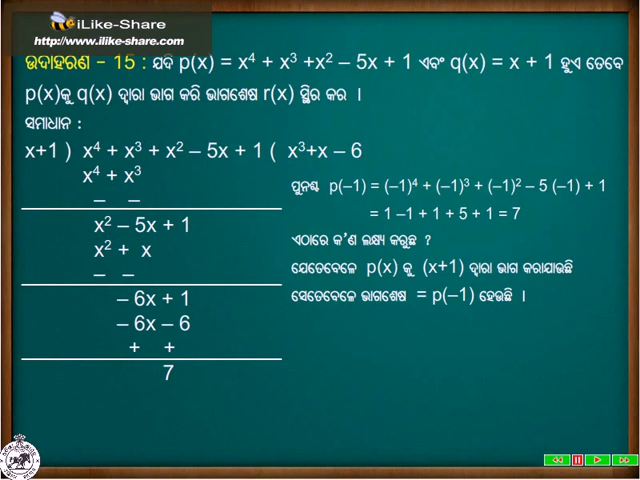 iLike-Share
http://www.ilike-share.com
ଉଦାହରଣ – 15 : ଯଦି p(x) = x⁴ + x³ +x² – 5x + 1 ଏବଂ q(x) = x + 1 ହୁଏ ତେବେ
p(x)କୁ q(x) ଦ୍ୱାରା ଭାଗ କରି ଭାଗଶେଷ r(x) ସ୍ଥିର କର ।
ସମାଧାନ :
x+1 ) x⁴ + x³ + x² – 5x + 1 ( x³+x – 6
x⁴ + x³
– –
x² – 5x + 1
x² + x
– –
– 6x + 1
– 6x – 6
+ +
7
ପୁନଶ୍ଚ p(–1) = (–1)⁴ + (–1)³ + (–1)² – 5 (–1) + 1
= 1 –1 + 1 + 5 + 1 = 7
ଏଠାରେ କ'ଣ ଲକ୍ଷ୍ୟ କରୁଛ ?
ଯେତେବେଳେ p(x) କୁ (x+1) ଦ୍ୱାରା ଭାଗ କରାଯାଉଛି
ସେତେବେଳେ ଭାଗଶେଷ = p(–1) ହେଉଛି ।